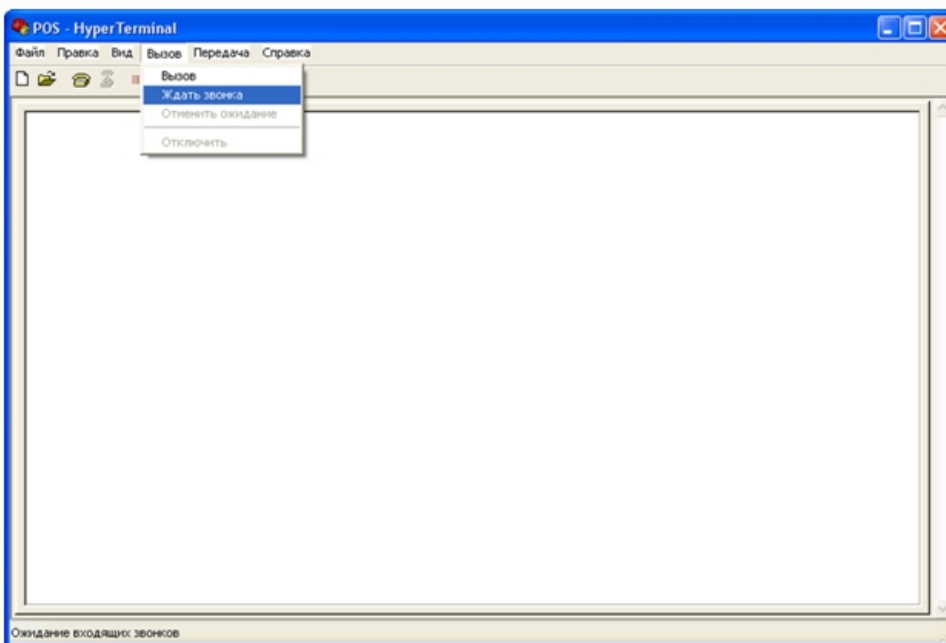 POS - HyperTerminal
Файл Правка Вид Вызов Передача Справка
Вызов
Ждать звонка
Отменить ожидание
Отключить
Ожидание входящих звонков